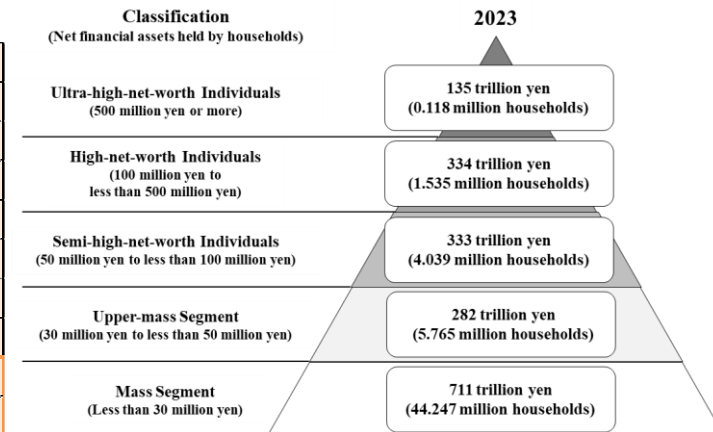 Classification
(Net financial assets held by households)
2023
Ultra-high-net-worth Individuals
(500 million yen or more)
135 trillion yen
(0.118 million households)
High-net-worth Individuals
(100 million yen to
less than 500 million yen)
334 trillion yen
(1.535 million households)
Semi-high-net-worth Individuals
(50 million yen to less than 100 million yen)
333 trillion yen
(4.039 million households)
Upper-mass Segment
(30 million yen to less than 50 million yen)
282 trillion yen
(5.765 million households)
Mass Segment
(Less than 30 million yen)
711 trillion yen
(44.247 million households)